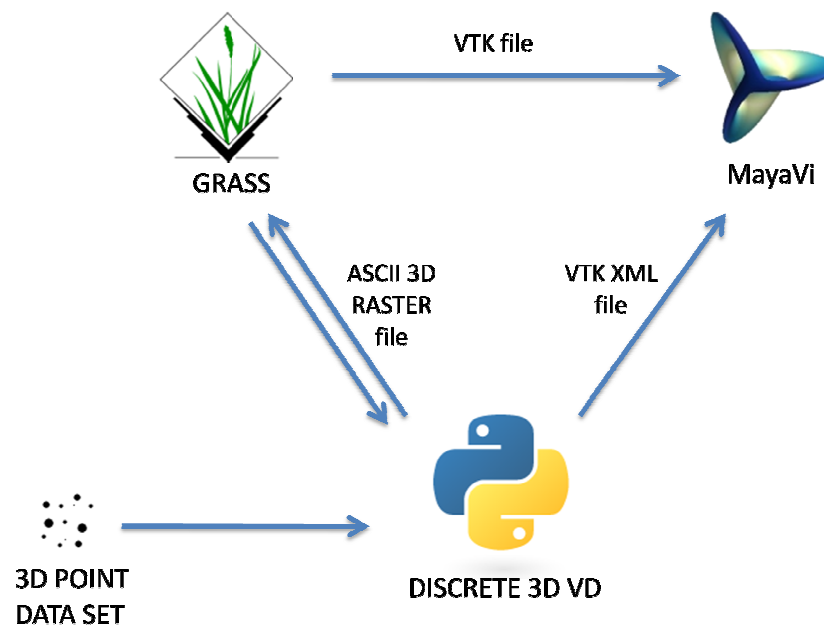 VTK file
GRASS
MayaVi
ASCII 3D
RASTER
file
VTK XML
file
3D POINT
DATA SET
DISCRETE 3D VD